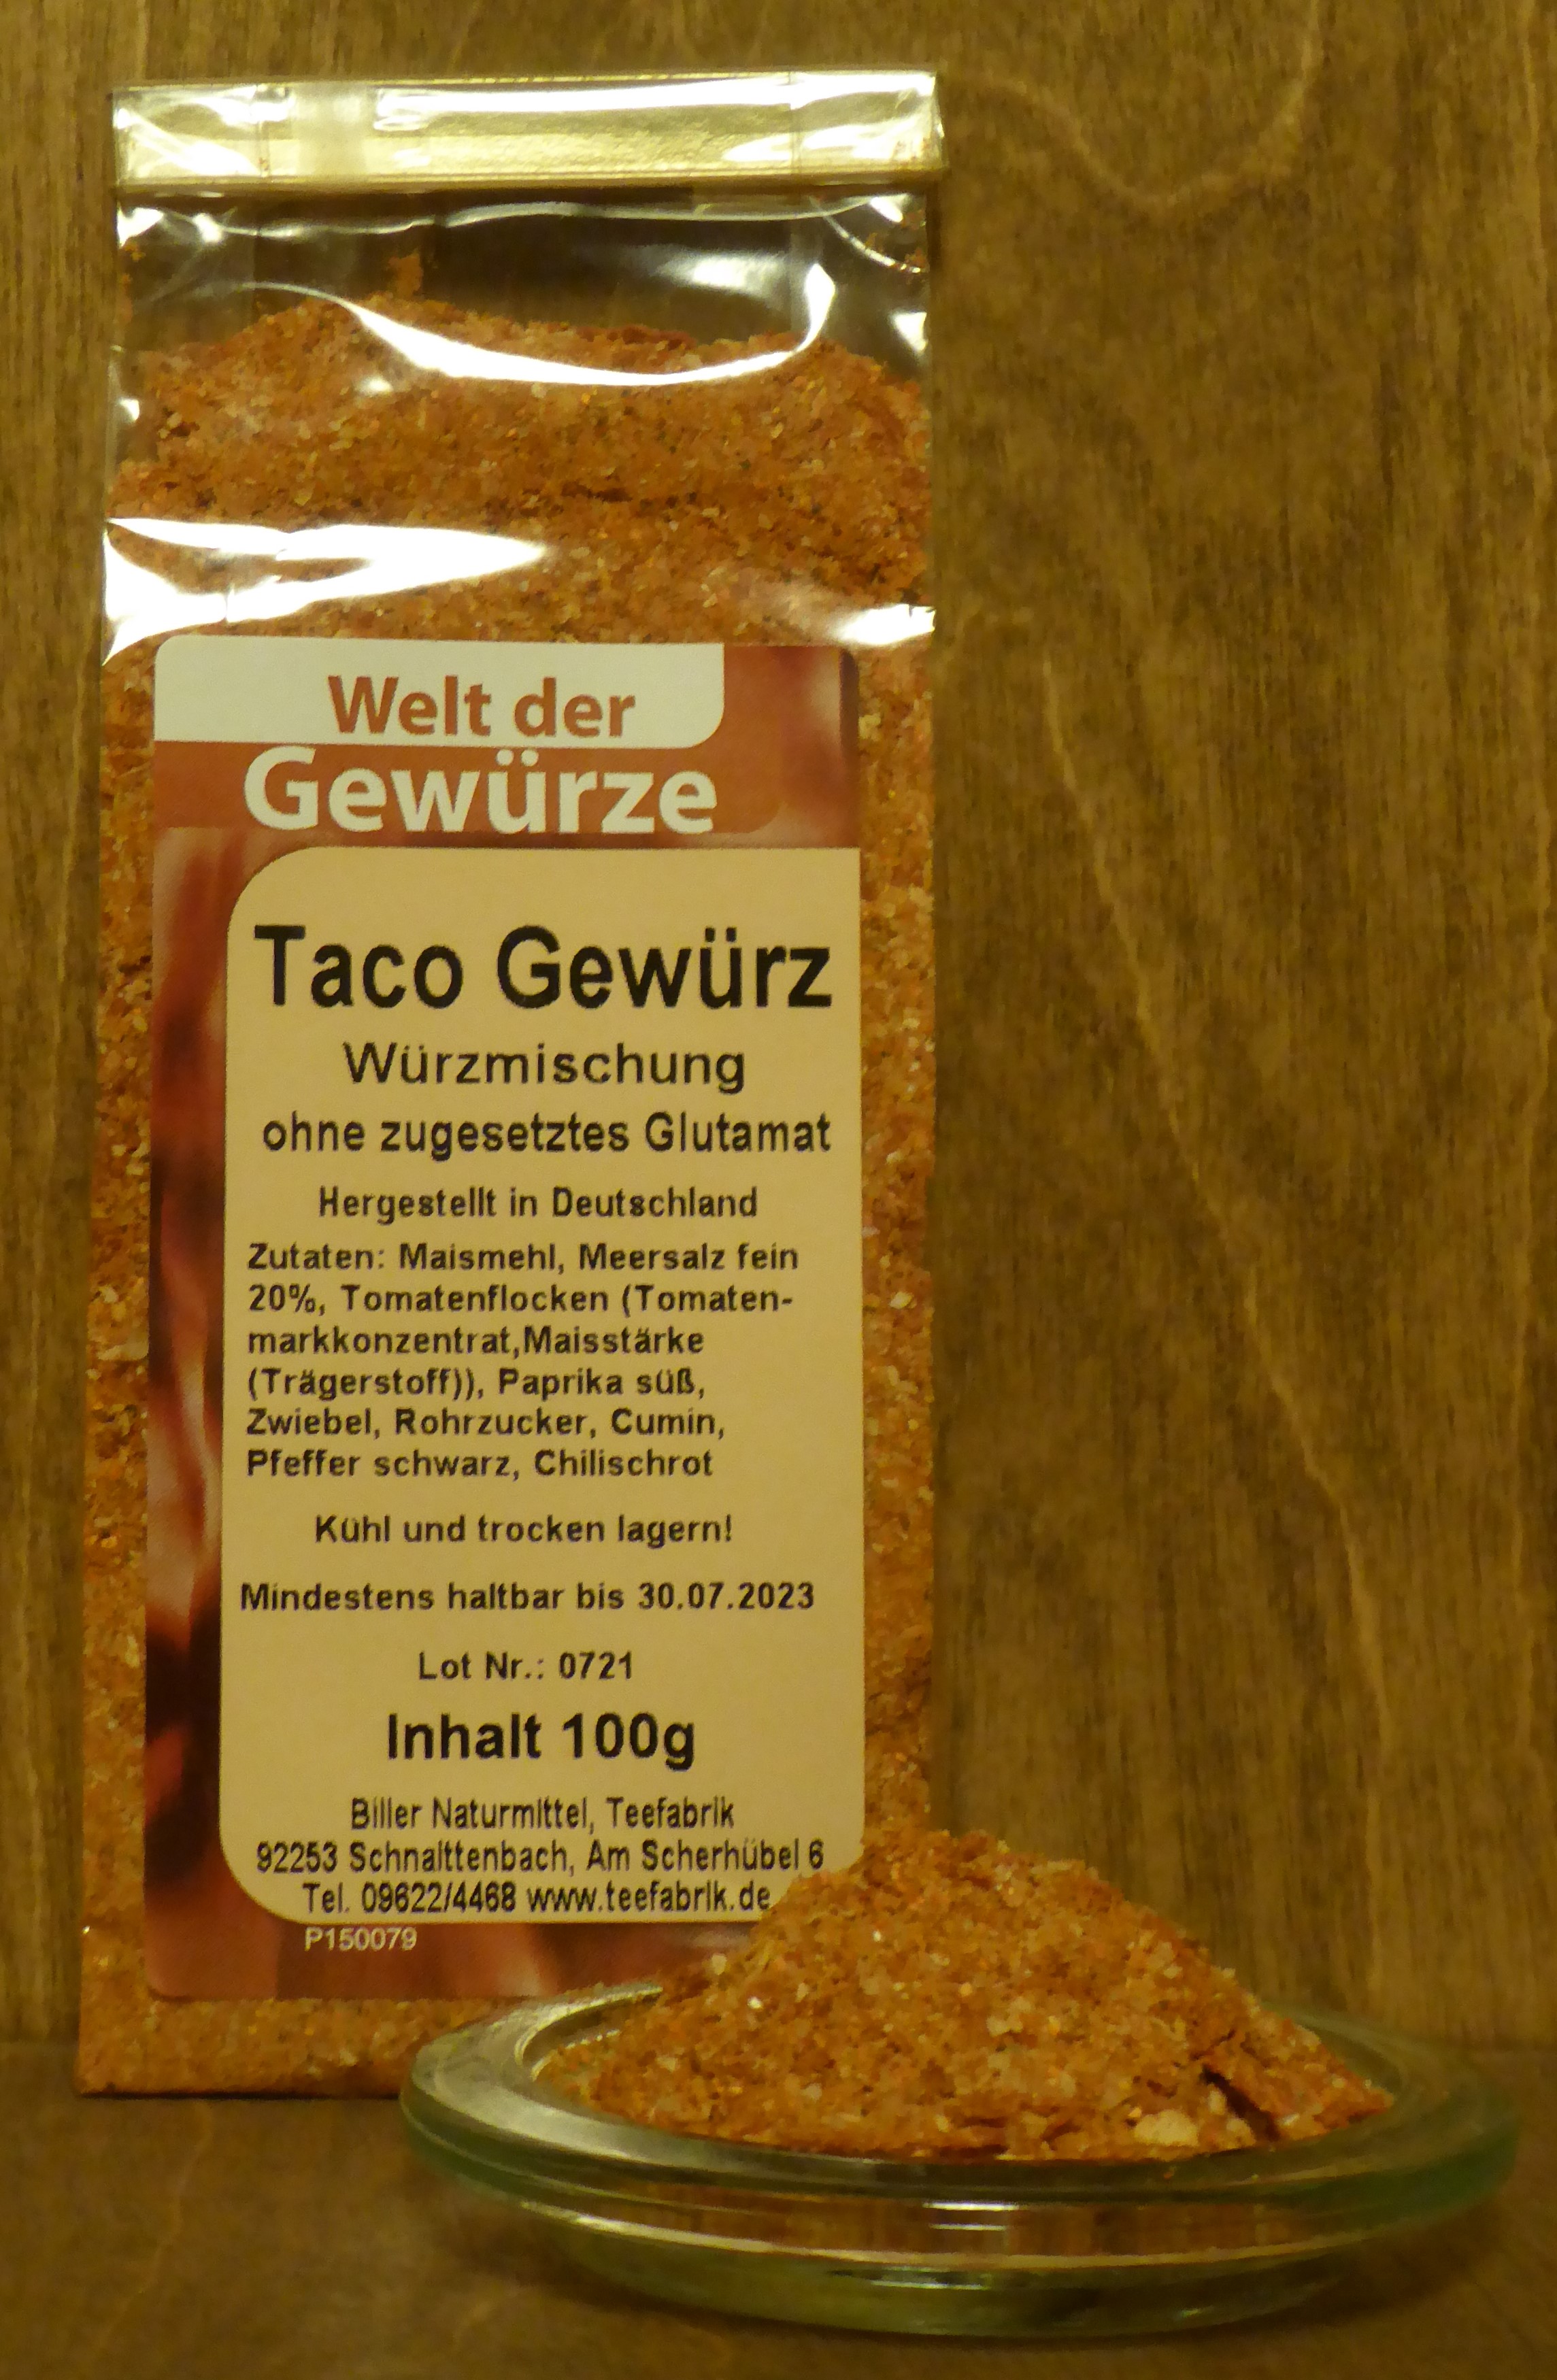 Welt der
Gewürze
Taco Gewürz
Würzmischung
ohne zugesetztes Glutamat
Hergestellt in Deutschland
Zutaten: Maismehl, Meersalz fein
20%, Tomatenflocken (Tomaten-
markkonzentrat,Maisstärke
(Trägerstoff)), Paprika süß,
Zwiebel, Rohrzucker, Cumin,
Pfeffer schwarz, Chilischrot
Kühl und trocken lagern!
Mindestens haltbar bis 30.07.2023
Lot Nr.: 0721
Inhalt 100g
Biller Naturmittel, Teefabrik
92253 Schnaittenbach, Am Scherhübel 6
Tel. 09622/4468 www.teefabrik.de
P150079